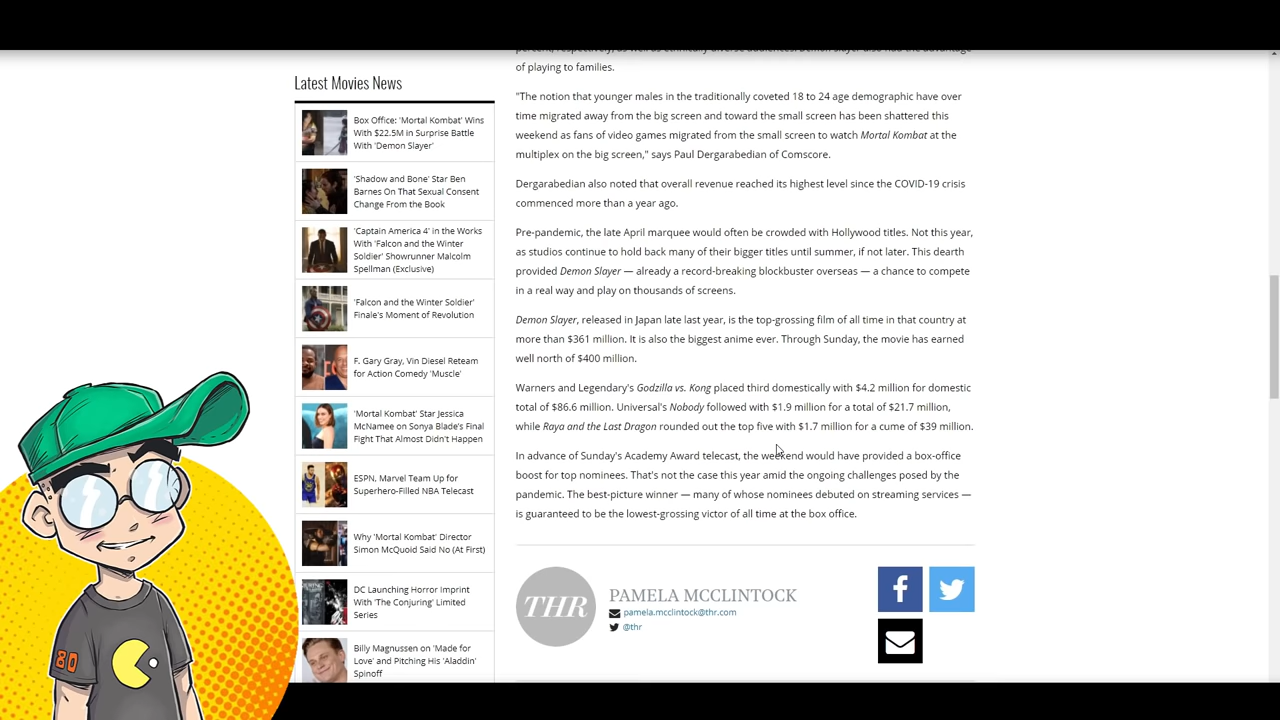 Latest Movies News
Box Office: 'Mortal Kombat' Wins
With $22.5M in Surprise Battle
With 'Demon Slayer'
'Shadow and Bone' Star Ben
Barnes On That Sexual Consent
Change From the Book
'Captain America 4' in the Works
With 'Falcon and the Winter
Soldier' Showrunner Malcolm
Spellman (Exclusive)
'Falcon and the Winter Soldier'
Finale's Moment of Revolution
F. Gary Gray, Vin Diesel Reteam
for Action Comedy 'Muscle'
'Mortal Kombat' Star Jessica
McNamee on Sonya Blade's Final
Fight That Almost Didn't Happen
ESPN, Marvel Team Up for
Superhero-Filled NBA Telecast
Why 'Mortal Kombat' Director
Simon McQuoid Said No (At First)
DC Launching Horror Imprint
With 'The Conjuring' Limited
Series
Billy Magnussen on 'Made for
Love' and Pitching His 'Aladdin'
Spinoff
percent, respectively, as well as ethnically diverse audiences. Demon Slayer also had the advantage
of playing to families.
"The notion that younger males in the traditionally coveted 18 to 24 age demographic have over
time migrated away from the big screen and toward the small screen has been shattered this
weekend as fans of video games migrated from the small screen to watch Mortal Kombat at the
multiplex on the big screen," says Paul Dergarabedian of Comscore.
Dergarabedian also noted that overall revenue reached its highest level since the COVID-19 crisis
commenced more than a year ago.
Pre-pandemic, the late April marquee would often be crowded with Hollywood titles. Not this year,
as studios continue to hold back many of their bigger titles until summer, if not later. This dearth
provided Demon Slayer — already a record-breaking blockbuster overseas — a chance to compete
in a real way and play on thousands of screens.
Demon Slayer, released in Japan late last year, is the top-grossing film of all time in that country at
more than $361 million. It is also the biggest anime ever. Through Sunday, the movie has earned
well north of $400 million.
Warners and Legendary's Godzilla vs. Kong placed third domestically with $4.2 million for domestic
total of $86.6 million. Universal's Nobody followed with $1.9 million for a total of $21.7 million,
while Raya and the Last Dragon rounded out the top five with $1.7 million for a cume of $39 million.
In advance of Sunday's Academy Award telecast, the weekend would have provided a box-office
boost for top nominees. That's not the case this year amid the ongoing challenges posed by the
pandemic. The best-picture winner — many of whose nominees debuted on streaming services —
is guaranteed to be the lowest-grossing victor of all time at the box office.
THR
PAMELA MCCLINTOCK
pamela.mcclintock@thr.com
@thr
80